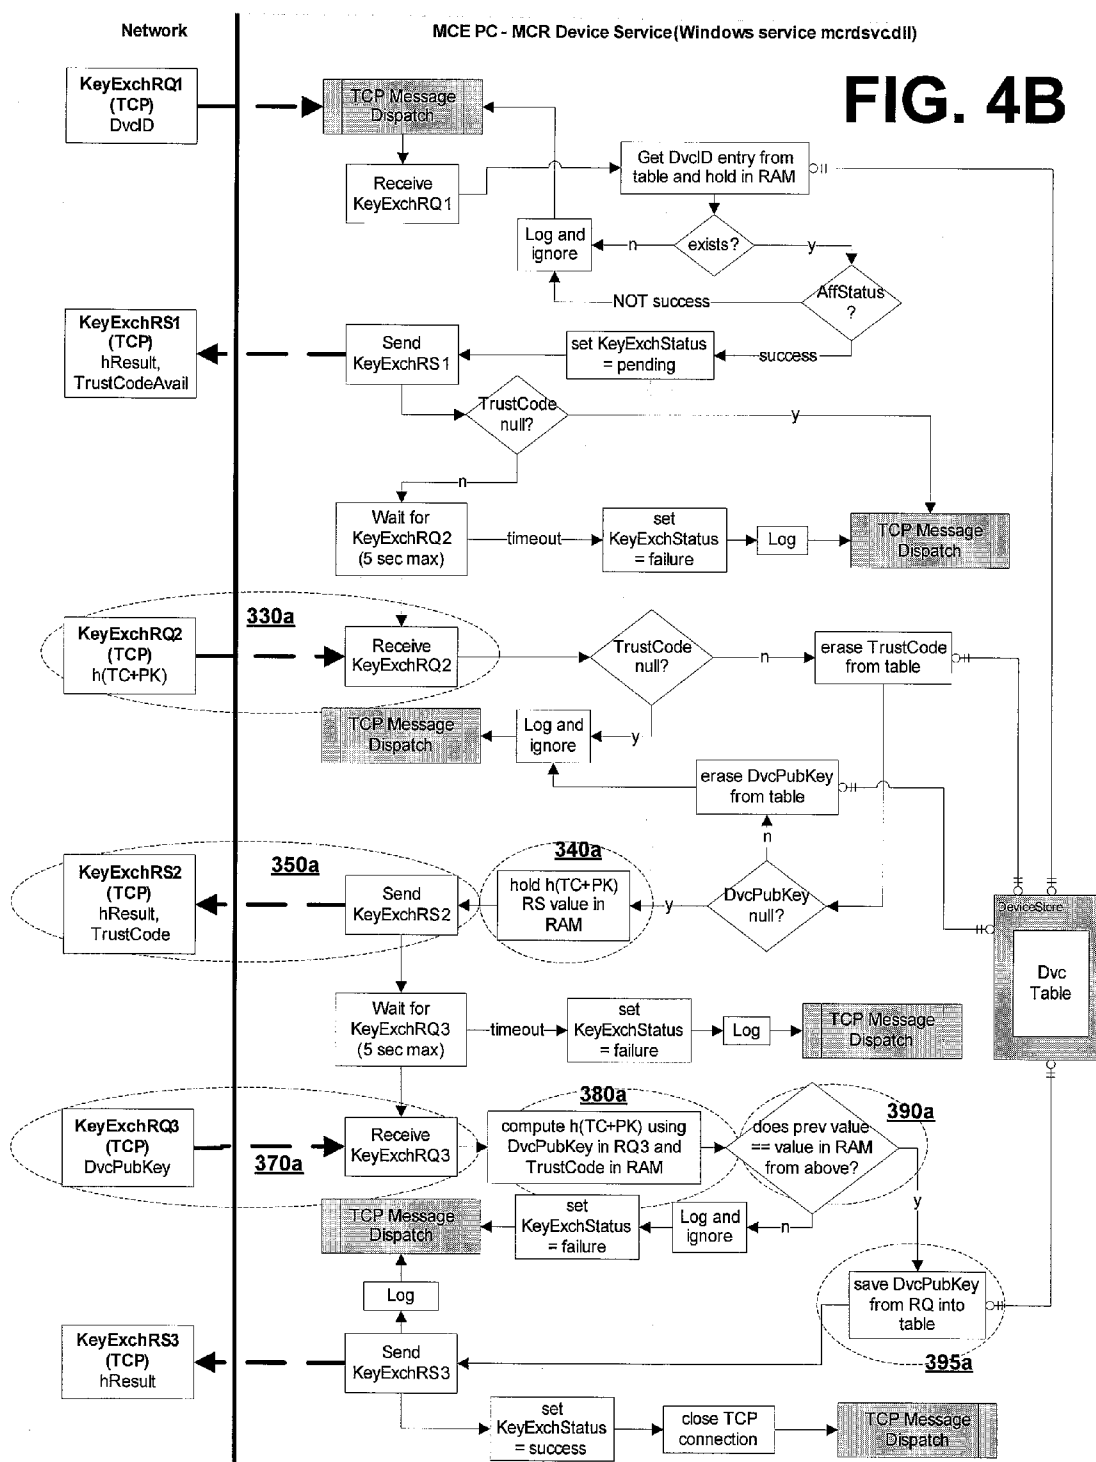 Network
MCE PC - MCR Device Service(Windows service mcrdsvc.dll)
FIG. 4B
KeyExchRQ1
(TCP)
DvcID
TCP Message
Dispatch
Receive
KeyExchRQ1
Get DvcID entry from
table and hold in RAM
Log and
ignore
n
exists?
y
NOT success
AffStatus
?
KeyExchRS1
(TCP)
hResult,
TrustCodeAvail
Send
KeyExchRS1
set KeyExchStatus
= pending
success
TrustCode
null?
y
n
Wait for
KeyExchRQ2
(5 sec max)
timeout
set
KeyExchStatus
= failure
Log
TCP Message
Dispatch
330a
KeyExchRQ2
(TCP)
h(TC+PK)
Receive
KeyExchRQ2
TrustCode
null?
n
erase TrustCode
from table
TCP Message
Dispatch
Log and
ignore
y
erase DvcPubKey
from table
n
350a
340a
KeyExchRS2
(TCP)
hResult,
TrustCode
Send
KeyExchRS2
hold h(TC+PK)
RS value in
RAM
y
DvcPubKey
null?
DeviceStore
Dvc
Table
Wait for
KeyExchRQ3
(5 sec max)
timeout
set
KeyExchStatus
= failure
Log
TCP Message
Dispatch
380a
390a
KeyExchRQ3
(TCP)
DvcPubKey
370a
Receive
KeyExchRQ3
compute h(TC+PK) using
DvcPubKey in RQ3 and
TrustCode in RAM
does prev value
== value in RAM
from above?
y
TCP Message
Dispatch
set
KeyExchStatus
= failure
Log and
ignore
n
Log
save DvcPubKey
from RQ into
table
395a
KeyExchRS3
(TCP)
hResult
Send
KeyExchRS3
set
KeyExchStatus
= success
close TCP
connection
TCP Message
Dispatch